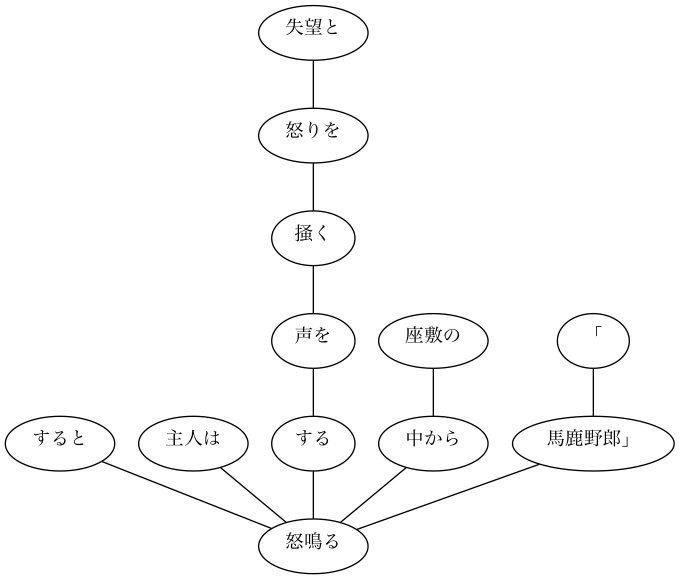 失望と
怒りを
掻く
声を
座敷の
「
すると
主人は
する
中から
馬鹿野郎」
怒鳴る